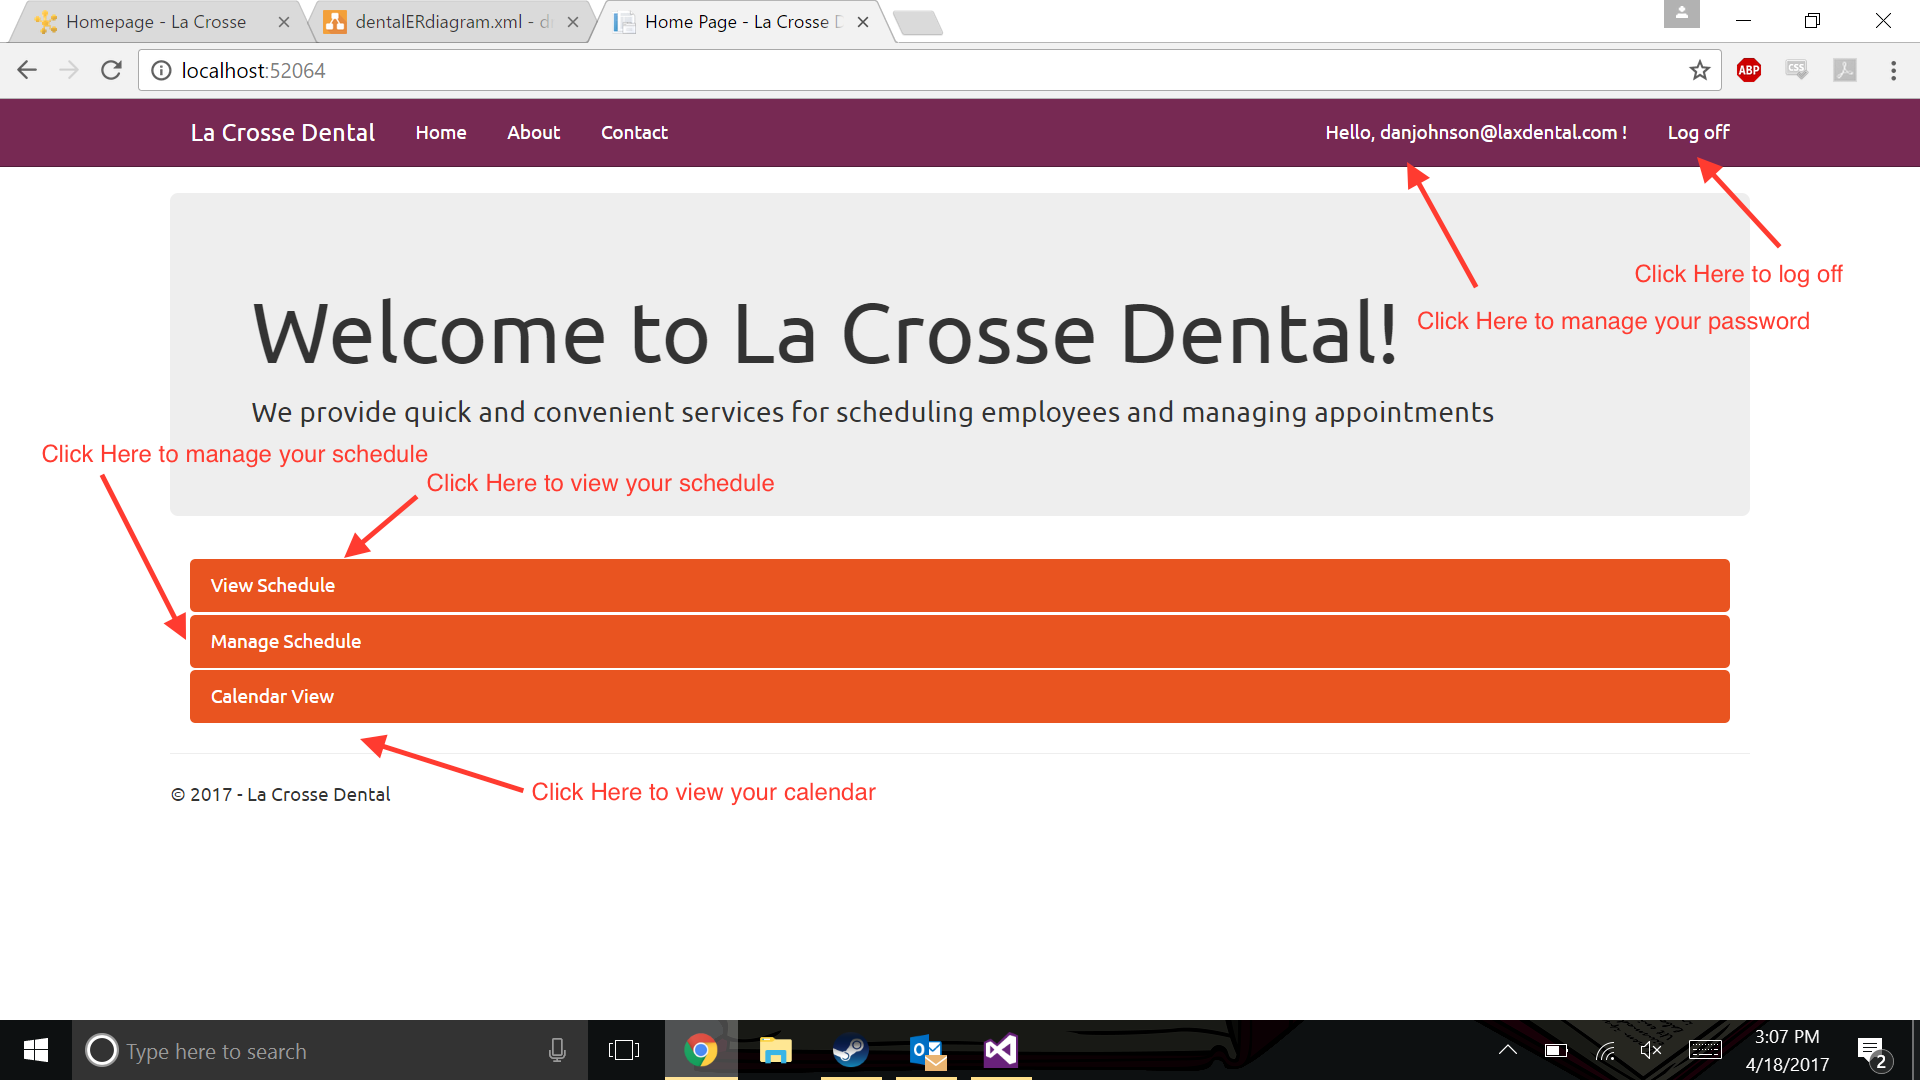 Homepage - La Crosse
dentalERdiagram.xml - d
Home Page - La Crosse D
localhost:52064
ABP
CSS
La Crosse Dental
Home
About
Contact
Hello, danjohnson@laxdental.com !
Log off
Click Here to log off
Click Here to manage your password
Welcome to La Crosse Dental!
We provide quick and convenient services for scheduling employees and managing appointments
Click Here to manage your schedule
Click Here to view your schedule
View Schedule
Manage Schedule
Calendar View
Click Here to view your calendar
© 2017 - La Crosse Dental
Type here to search
3:07 PM
4/18/2017
2